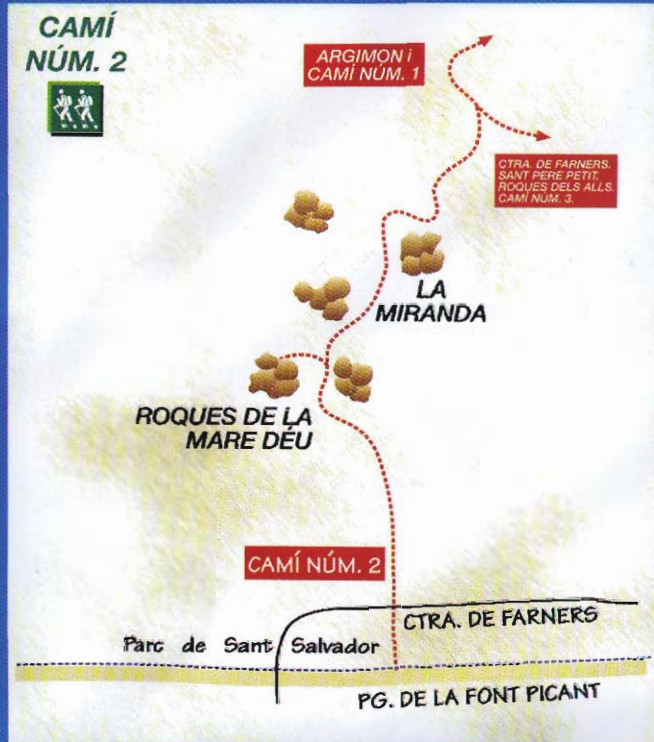 CAMÍ
NÚM. 2
ARGIMON i
CAMÍ NÚM. 1
CTRA. DE FARNERS.
SANT PERE PETIT.
ROQUES DELS ALLS.
CAMÍ NÚM. 3.
LA
MIRANDA
ROQUES DE LA
MARE DÉU
CAMÍ NÚM. 2
CTRA. DE FARNERS
Parc de Sant Salvador
PG. DE LA FONT PICANT